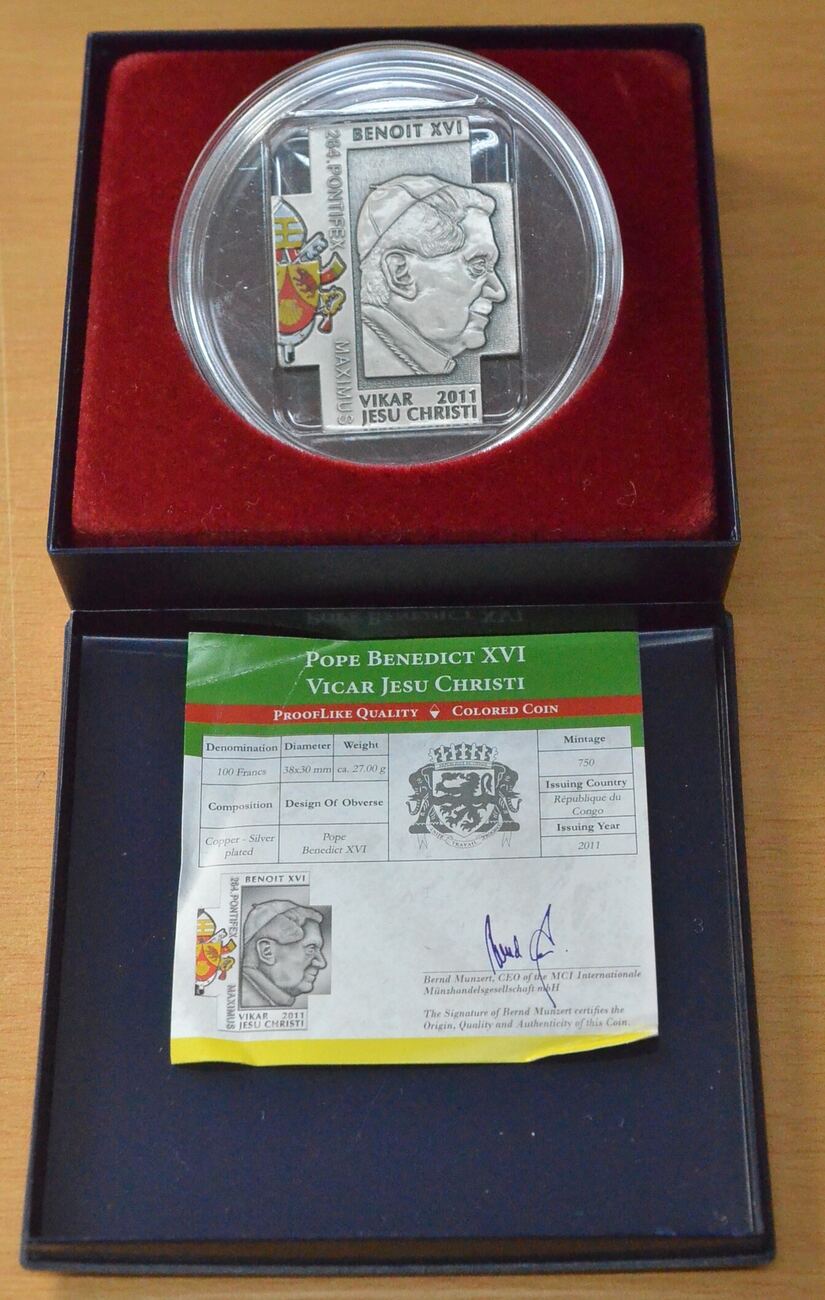 BENOIT XVI
264. PONTIFEX
MAXIMUS
VIKAR 2011
JESU CHRISTI
POPE BENEDICT XVI
VICAR JESU CHRISTI
PROOFLIKE QUALITY COLORED COIN
Denomination Diameter Weight
100 Francs 38x30 mm ca. 27.00 g
Composition Design Of Obverse
Copper - Silver
plated
Pope
Benedict XVI
TRAVAIL
Mintage
750
Issuing Country
République du
Congo
Issuing Year
2011
BENOIT XVI
264. PONTIFEX
MAXIMUS
VIKAR 2011
JESU CHRISTI
Bernd Munzert, CEO of the MCI Internationale
Münzhandelsgesellschaft mbH
The Signature of Bernd Munzert certifies the
Origin, Quality and Authenticity of this Coin.
3